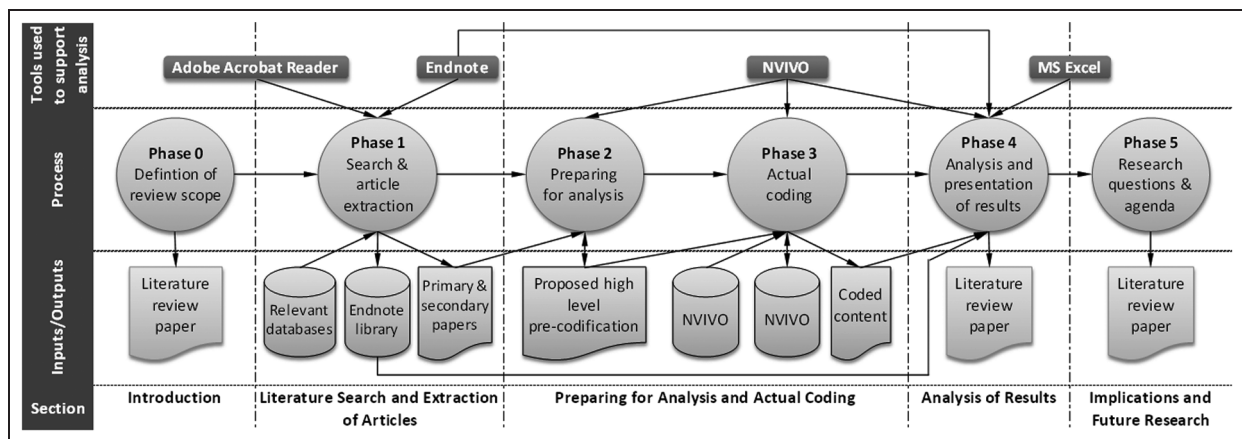 Tools used
to support
analysis
Adobe Acrobat Reader
Endnote
NVIVO
MS Excel
Process
Phase 0
Defintion of
review scope
Phase 1
Search &
article
extraction
Phase 2
Preparing
for analysis
Phase 3
Actual
coding
Phase 4
Analysis and
presentation
of results
Phase 5
Research
questions &
agenda
Inputs/Outputs
Literature
review
paper
Relevant
databases
Endnote
library
Primary &
secondary
papers
Proposed high
level
pre-codification
NVIVO
NVIVO
Coded
content
Literature
review
paper
Literature
review
paper
Section
Introduction
Literature Search and Extraction
of Articles
Preparing for Analysis and Actual Coding
Analysis of Results
Implications and
Future Research